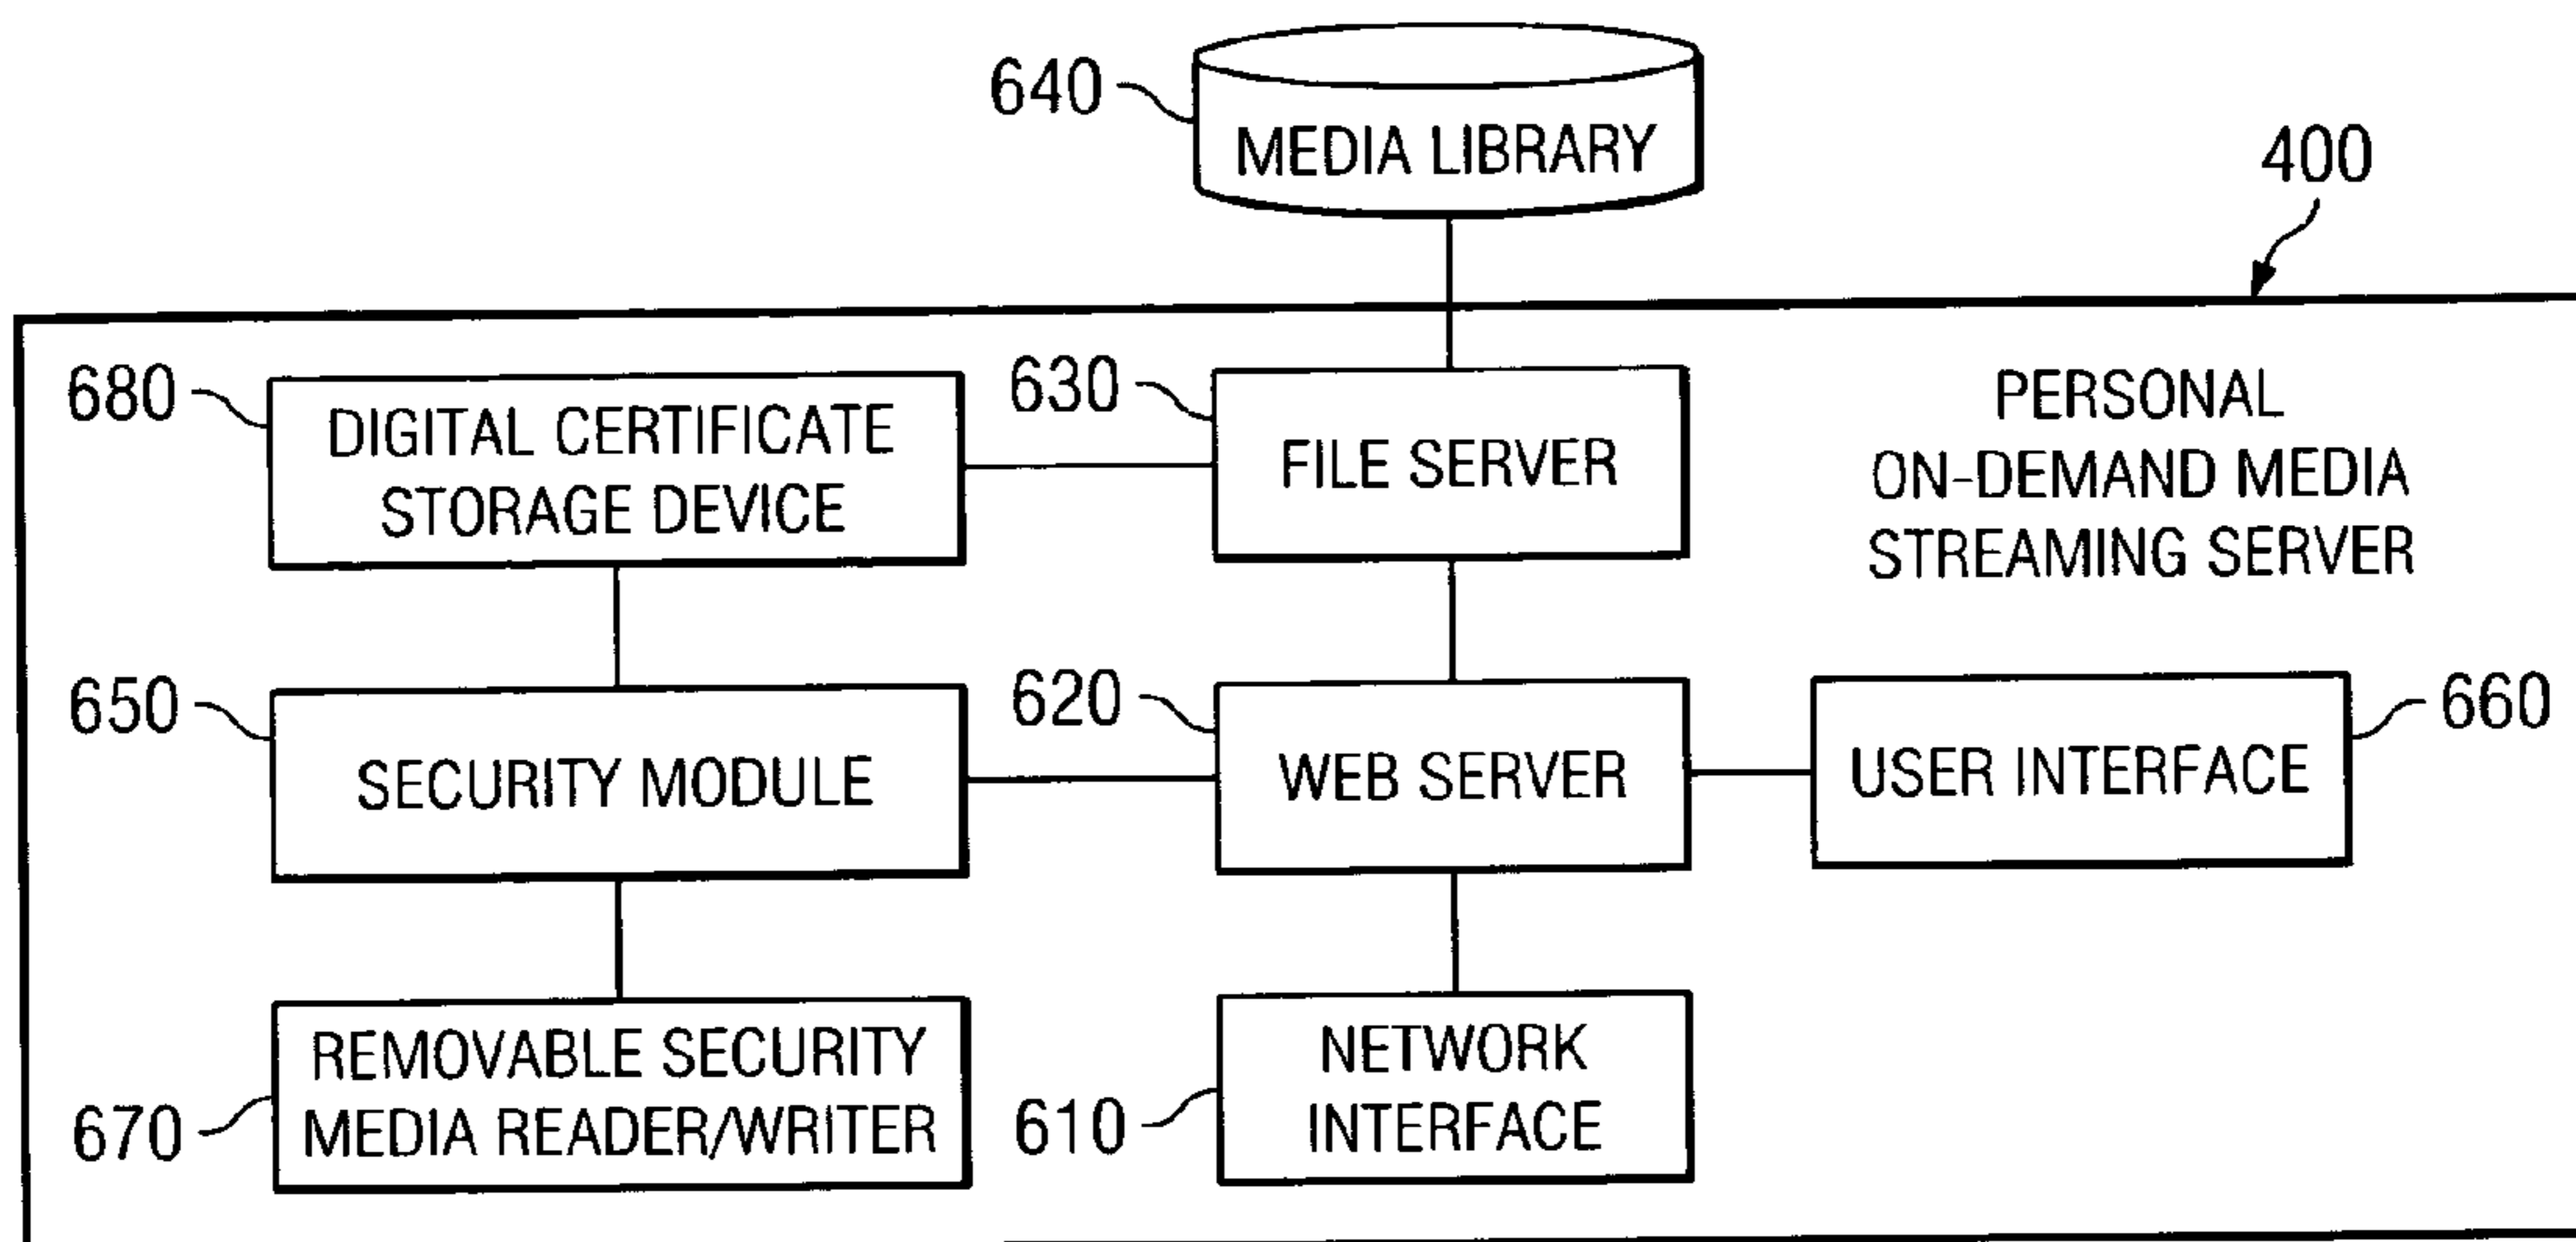 640
MEDIA LIBRARY
400
680
DIGITAL CERTIFICATE
STORAGE DEVICE
630
FILE SERVER
PERSONAL
ON-DEMAND MEDIA
STREAMING SERVER
650
SECURITY MODULE
620
WEB SERVER
USER INTERFACE
660
670
REMOVABLE SECURITY
MEDIA READER/WRITER
610
NETWORK
INTERFACE